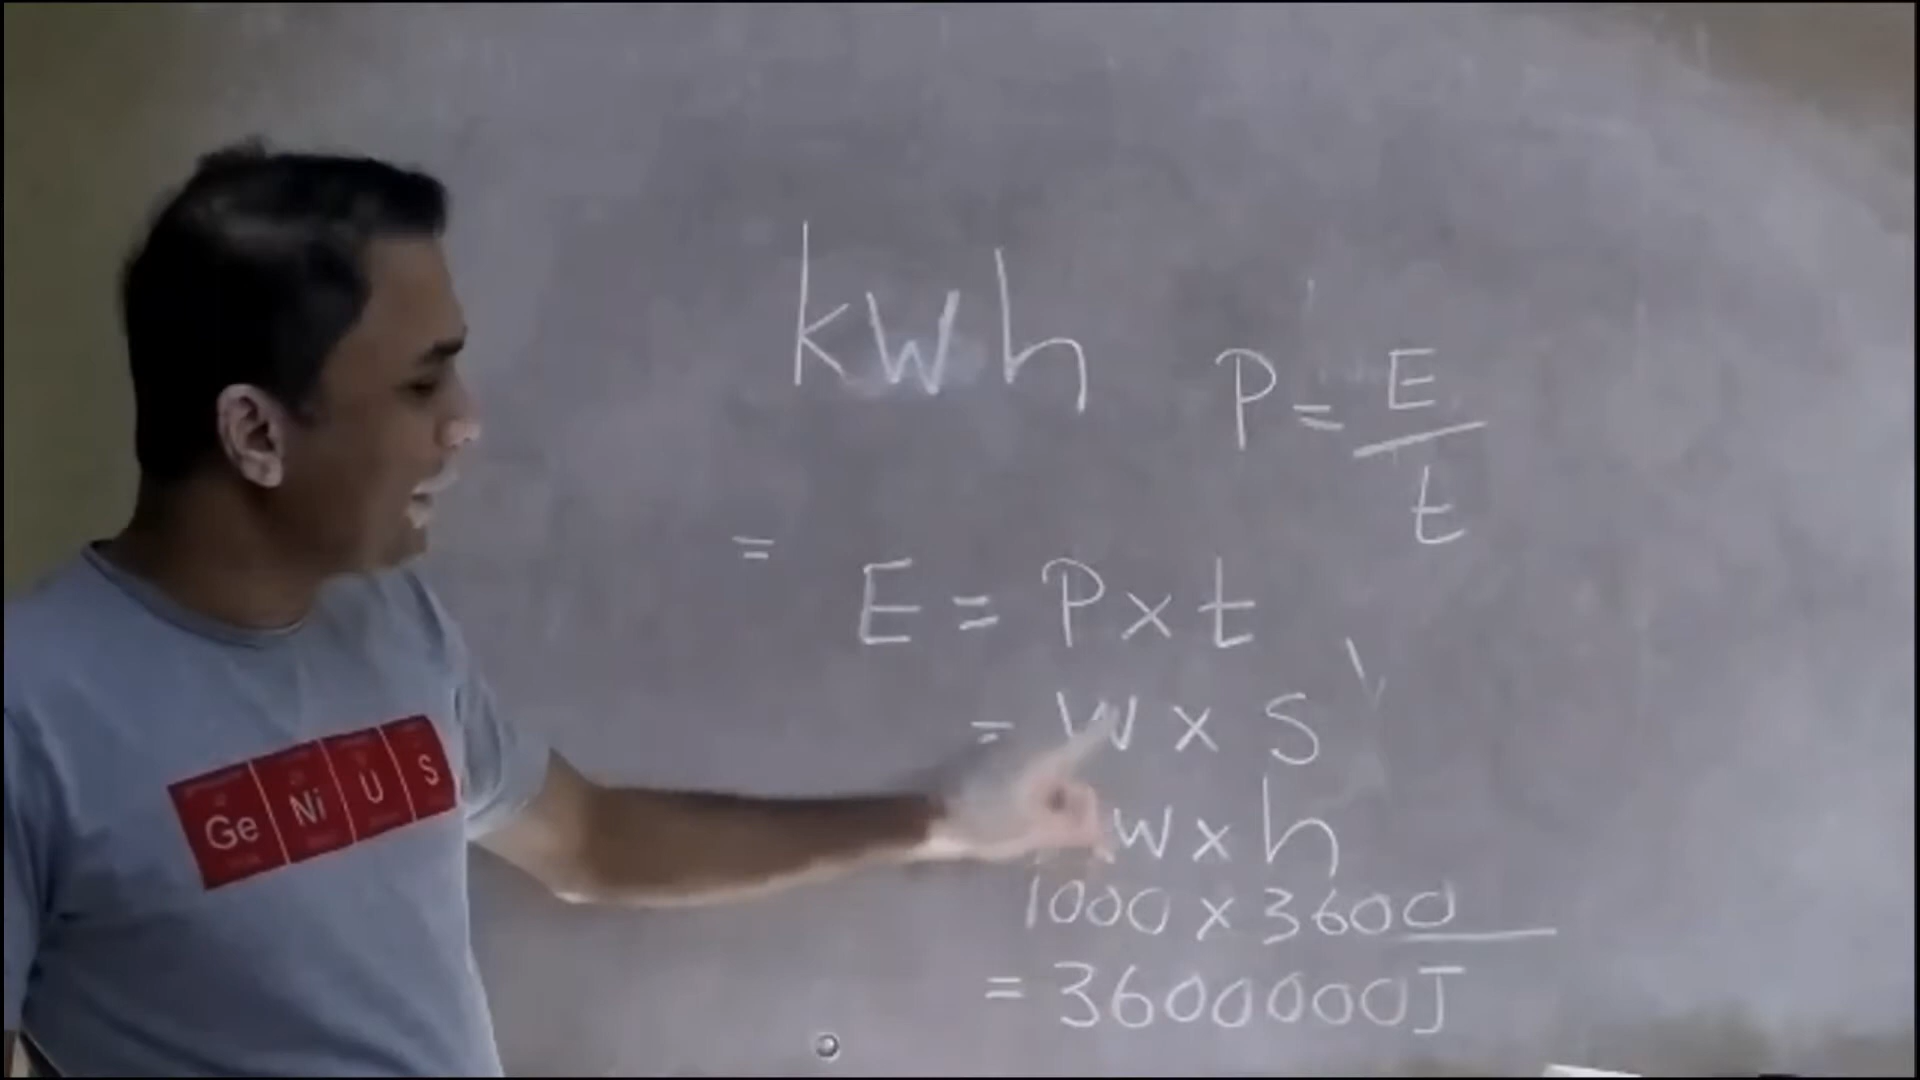 kwh
P = E
t
=
E = P x t
= W x S
w x h
1000 x 3600
= 3600000J
Ge Ni U S